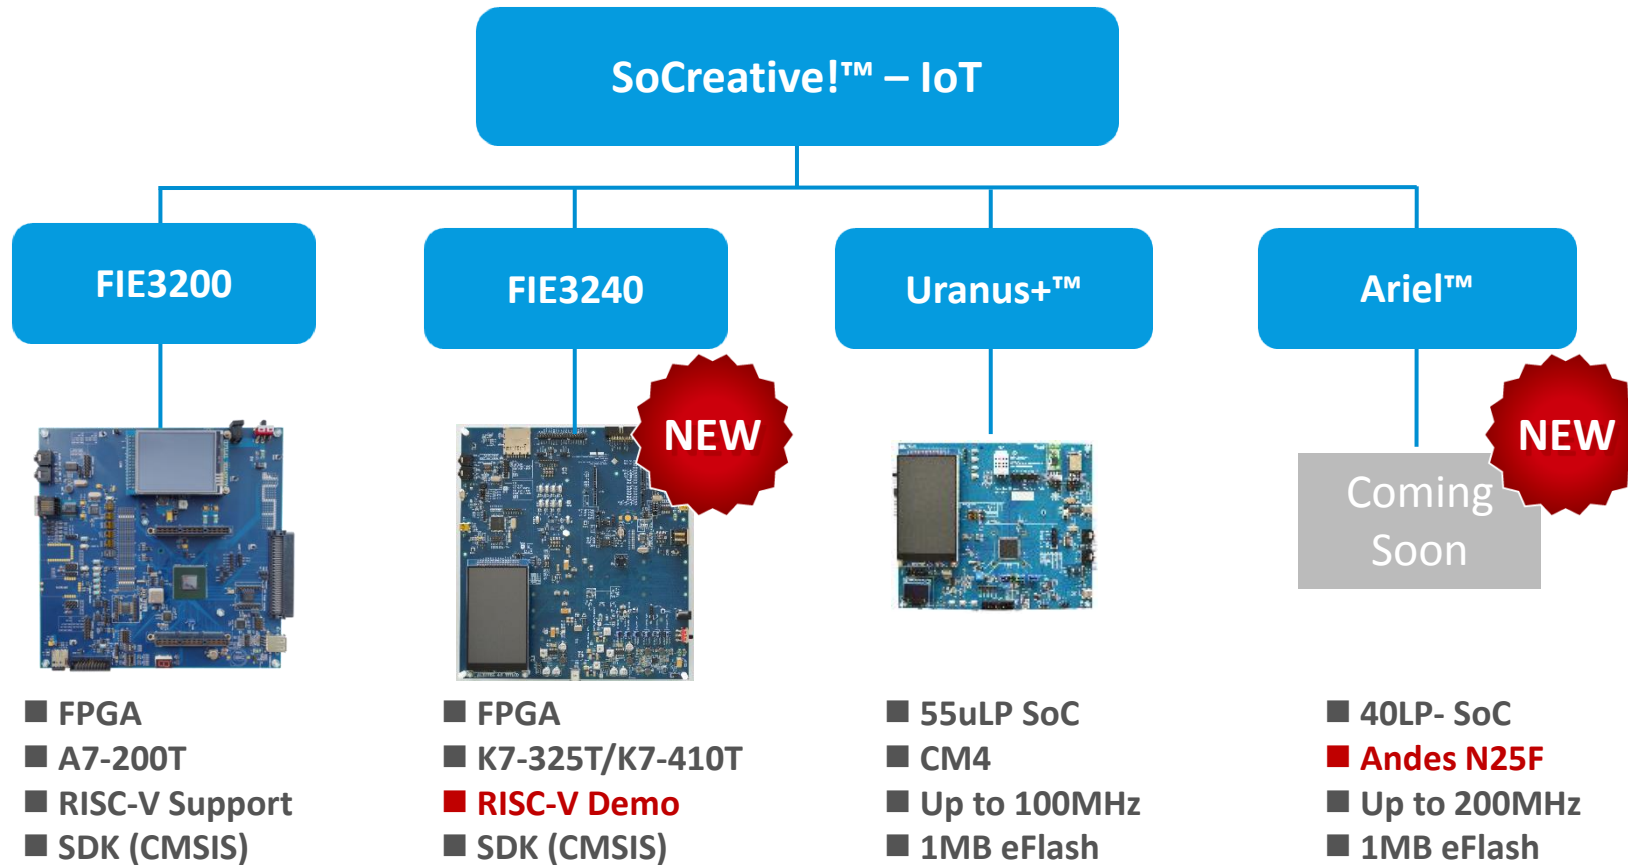 SoCreative!™ – IoT
FIE3200
FIE3240
Uranus+™
Ariel™
NEW
NEW
Coming
Soon
■ FPGA
■ A7-200T
■ RISC-V Support
■ SDK (CMSIS)
■ FPGA
■ K7-325T/K7-410T
■ RISC-V Demo
■ SDK (CMSIS)
■ 55uLP SoC
■ CM4
■ Up to 100MHz
■ 1MB eFlash
■ 40LP- SoC
■ Andes N25F
■ Up to 200MHz
■ 1MB eFlash